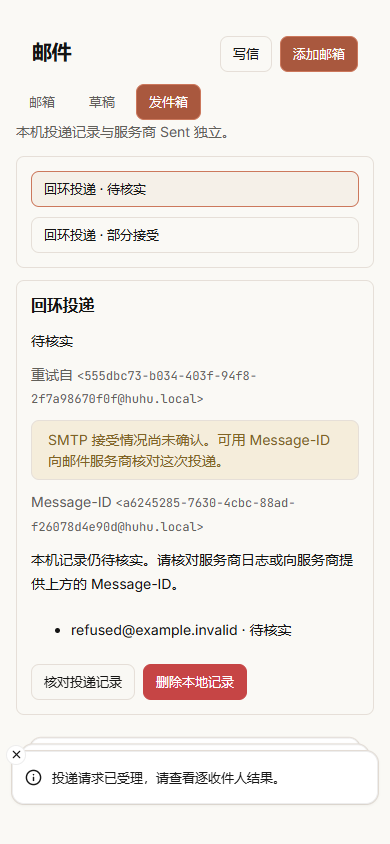 邮件
写信
添加邮箱
邮箱
草稿
发件箱
本机投递记录与服务商 Sent 独立。
回环投递 · 待核实
回环投递 · 部分接受
回环投递
待核实
重试自 <555dbc73-b034-403f-94f8-
2f7a98670f0f@huhu.local>
SMTP 接受情况尚未确认。可用 Message-ID
向邮件服务商核对这次投递。
Message-ID <a6245285-7630-4cbc-88ad-
f26078d4e90d@huhu.local>
本机记录仍待核实。请核对服务商日志或向服务商提
供上方的 Message-ID。
• refused@example.invalid · 待核实
核对投递记录
删除本地记录
投递请求已受理，请查看逐收件人结果。